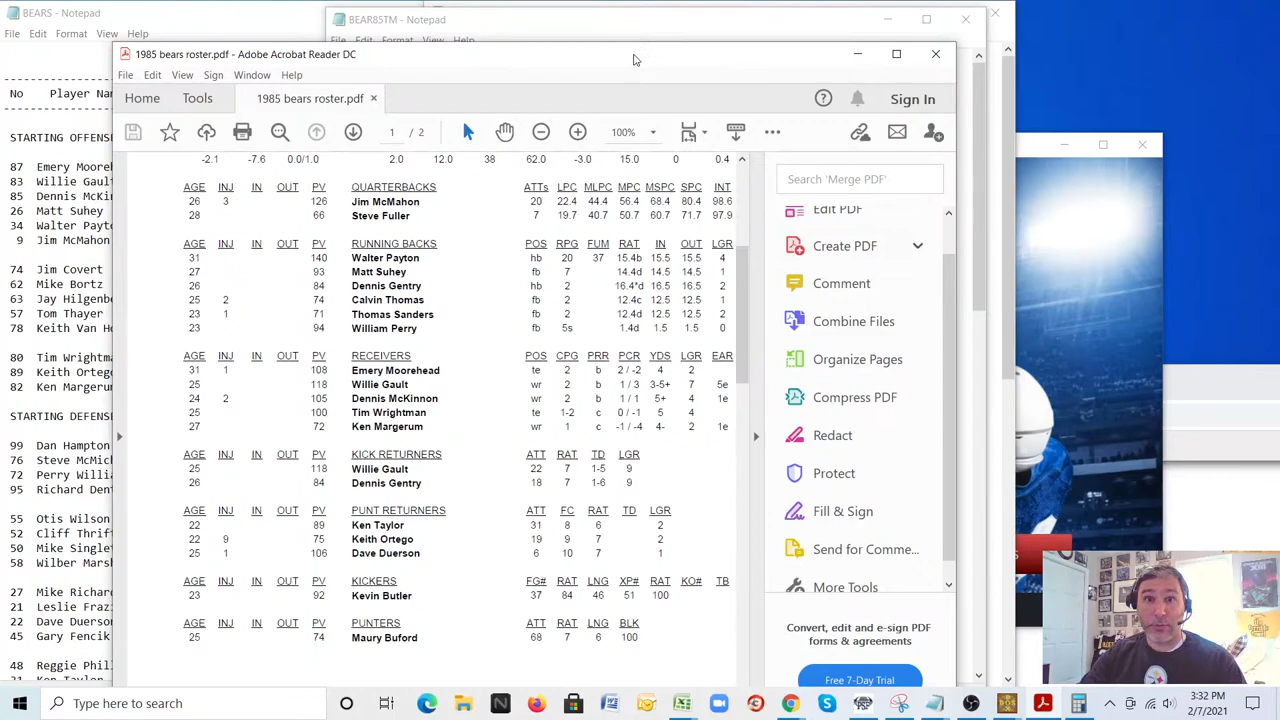 BEARS - Notepad
File Edit Format View Help
BEAR85TM - Notepad
File Edit Format View Help
1985 bears roster.pdf - Adobe Acrobat Reader DC
File Edit View Sign Window Help
Home Tools 1985 bears roster.pdf × Sign In
1 / 2 100%
No Player Na
STARTING OFFENS
87 Emery Mooreh
83 Willie Gault
85 Dennis McKin
26 Matt Suhey
34 Walter Payto
9 Jim McMahon
74 Jim Covert
62 Mike Bortz
63 Jay Hilgenb
57 Tom Thayer
78 Keith Van Ho
80 Tim Wrightma
89 Keith Ortego
82 Ken Margerum
STARTING DEFENS
99 Dan Hampton
76 Steve McMich
72 Perry Willia
95 Richard Dent
55 Otis Wilson
52 Cliff Thrift
50 Mike Singlet
58 Wilber Marsh
27 Mike Richard
21 Leslie Frazi
22 Dave Duerson
45 Gary Fencik
48 Reggie Phill
-2.1 -7.6 0.0/1.0 2.0 12.0 38 62.0 -3.0 15.0 0 0.4
AGE INJ IN OUT PV QUARTERBACKS ATTs LPC MLPC MPC MSPC SPC INT
26 3 126 Jim McMahon 20 22.4 44.4 56.4 68.4 80.4 98.6
28 66 Steve Fuller 7 19.7 40.7 50.7 60.7 71.7 97.9
AGE INJ IN OUT PV RUNNING BACKS POS RPG FUM RAT IN OUT LGR
31 140 Walter Payton hb 20 37 15.4b 15.5 15.5 4
27 93 Matt Suhey fb 7 14.4d 14.5 14.5 1
26 84 Dennis Gentry hb 2 16.4*d 16.5 16.5 2
25 2 74 Calvin Thomas fb 2 12.4c 12.5 12.5 1
23 1 71 Thomas Sanders fb 2 12.4d 12.5 12.5 2
23 94 William Perry fb 5s 1.4d 1.5 1.5 0
AGE INJ IN OUT PV RECEIVERS POS CPG PRR PCR YDS LGR EAR
31 1 108 Emery Moorehead te 2 b 2 / -2 4 2
25 118 Willie Gault wr 2 b 1 / 3 3-5+ 7 5e
24 2 105 Dennis McKinnon wr 2 b 1 / 1 5+ 4 1e
25 100 Tim Wrightman te 1-2 c 0 / -1 5 4
27 72 Ken Margerum wr 1 c -1 / -4 4- 2 1e
AGE INJ IN OUT PV KICK RETURNERS ATT RAT TD LGR
25 118 Willie Gault 22 7 1-5 9
26 84 Dennis Gentry 18 7 1-6 9
AGE INJ IN OUT PV PUNT RETURNERS ATT FC RAT TD LGR
22 89 Ken Taylor 31 8 6 2
22 9 75 Keith Ortego 19 9 7 2
25 1 106 Dave Duerson 6 10 7 1
AGE INJ IN OUT PV KICKERS FG# RAT LNG XP# RAT KO# TB
23 92 Kevin Butler 37 84 46 51 100
AGE INJ IN OUT PV PUNTERS ATT RAT LNG BLK
25 74 Maury Buford 68 7 6 100
Search 'Merge PDF'
Edit PDF
Create PDF
Comment
Combine Files
Organize Pages
Compress PDF
Redact
Protect
Fill & Sign
Send for Comme...
More Tools
Convert, edit and e-sign PDF
forms & agreements
Free 7-Day Trial
Type here to search
3:32 PM
2/7/2021